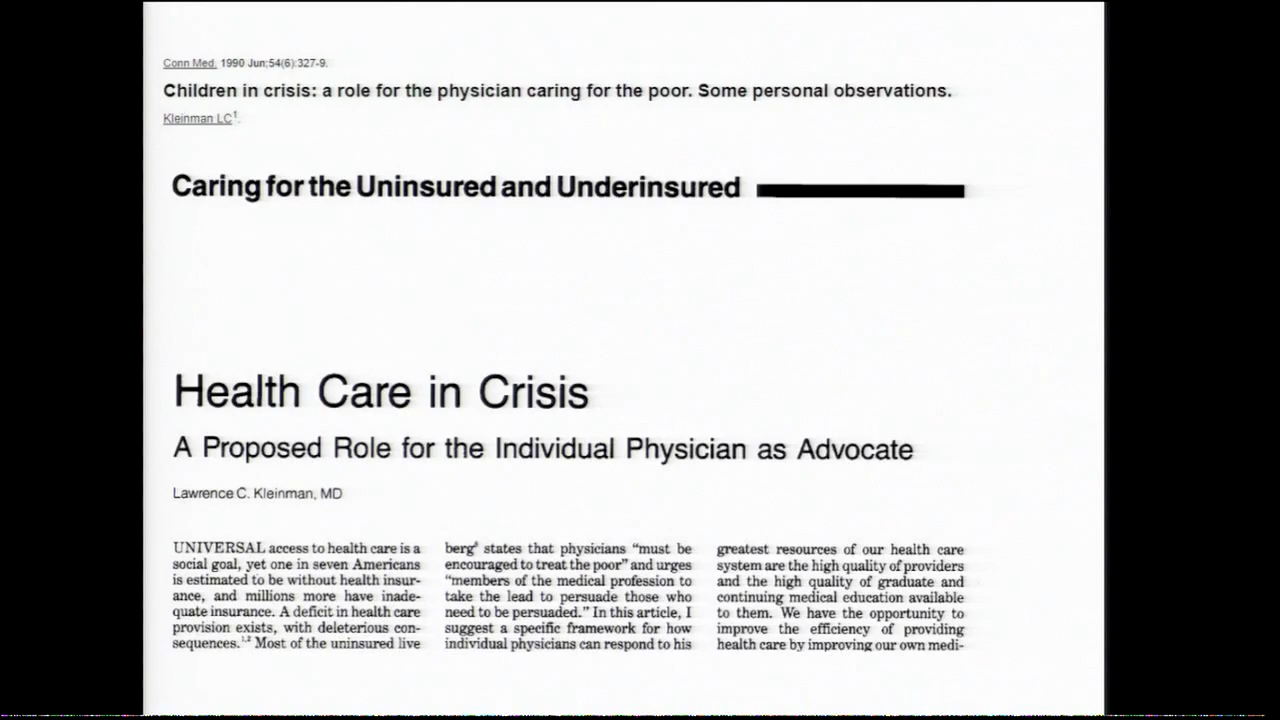 Conn Med. 1990 Jun;54(6):327-9.
Children in crisis: a role for the physician caring for the poor. Some personal observations.
Kleinman LC1.
Caring for the Uninsured and Underinsured
Health Care in Crisis
A Proposed Role for the Individual Physician as Advocate
Lawrence C. Kleinman, MD
UNIVERSAL access to health care is a
social goal, yet one in seven Americans
is estimated to be without health insur-
ance, and millions more have inade-
quate insurance. A deficit in health care
provision exists, with deleterious con-
sequences.1,2 Most of the uninsured live
berg8 states that physicians “must be
encouraged to treat the poor” and urges
“members of the medical profession to
take the lead to persuade those who
need to be persuaded.” In this article, I
suggest a specific framework for how
individual physicians can respond to his
greatest resources of our health care
system are the high quality of providers
and the high quality of graduate and
continuing medical education available
to them. We have the opportunity to
improve the efficiency of providing
health care by improving our own medi-